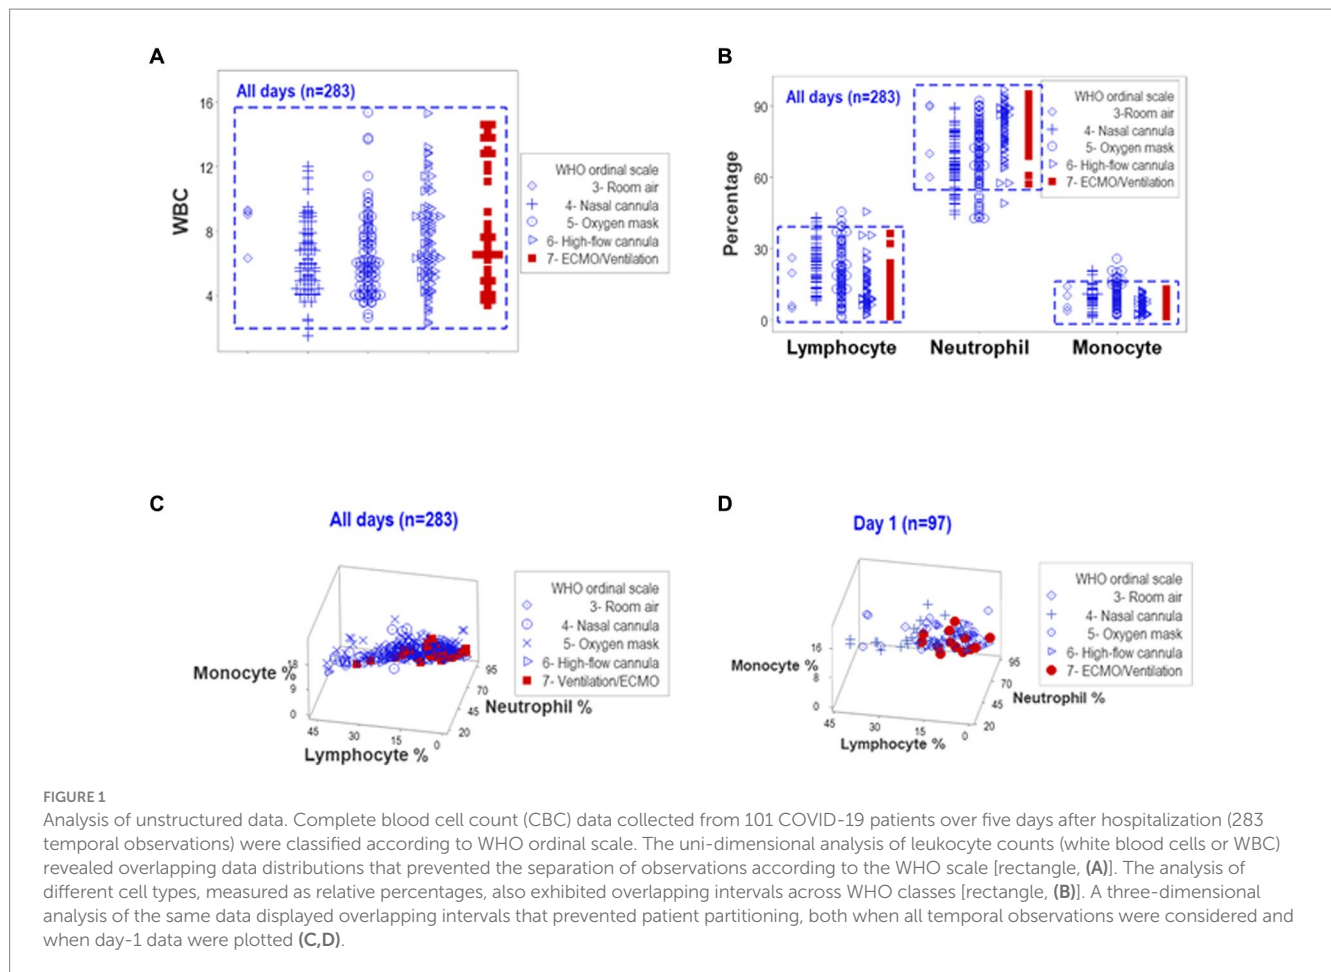 A
All days (n=283)
16
12
8
4
WBC
WHO ordinal scale
3- Room air
4- Nasal cannula
5- Oxygen mask
6- High-flow cannula
7- ECMO/Ventilation
B
All days (n=283)
90
60
30
0
Percentage
WHO ordinal scale
3-Room air
4- Nasal cannula
5- Oxygen mask
6- High-flow cannula
7- ECMO/Ventilation
Lymphocyte Neutrophil Monocyte
C
All days (n=283)
WHO ordinal scale
3- Room air
4- Nasal cannula
5- Oxygen mask
6- High-flow cannula
7- Ventilation/ECMO
Monocyte %
18
9
0
45
30
15
0
Lymphocyte %
95
70
45
20
Neutrophil %
D
Day 1 (n=97)
WHO ordinal scale
3- Room air
4- Nasal cannula
5- Oxygen mask
6- High-flow cannula
7- ECMO/Ventilation
Monocyte %
16
8
0
45
30
15
0
Lymphocyte %
95
70
45
20
Neutrophil %
FIGURE 1
Analysis of unstructured data. Complete blood cell count (CBC) data collected from 101 COVID-19 patients over five days after hospitalization (283
temporal observations) were classified according to WHO ordinal scale. The uni-dimensional analysis of leukocyte counts (white blood cells or WBC)
revealed overlapping data distributions that prevented the separation of observations according to the WHO scale [rectangle, (A)]. The analysis of
different cell types, measured as relative percentages, also exhibited overlapping intervals across WHO classes [rectangle, (B)]. A three-dimensional
analysis of the same data displayed overlapping intervals that prevented patient partitioning, both when all temporal observations were considered and
when day-1 data were plotted (C,D).